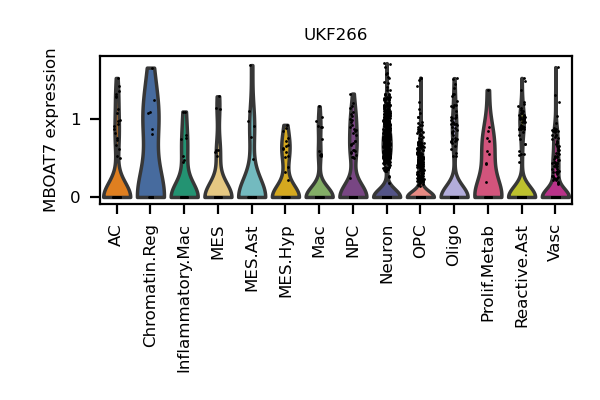 UKF266
MBOAT7 expression
1
0
AC
Chromatin.Reg
Inflammatory.Mac
MES
MES.Ast
MES.Hyp
Mac
NPC
Neuron
OPC
Oligo
Prolif.Metab
Reactive.Ast
Vasc